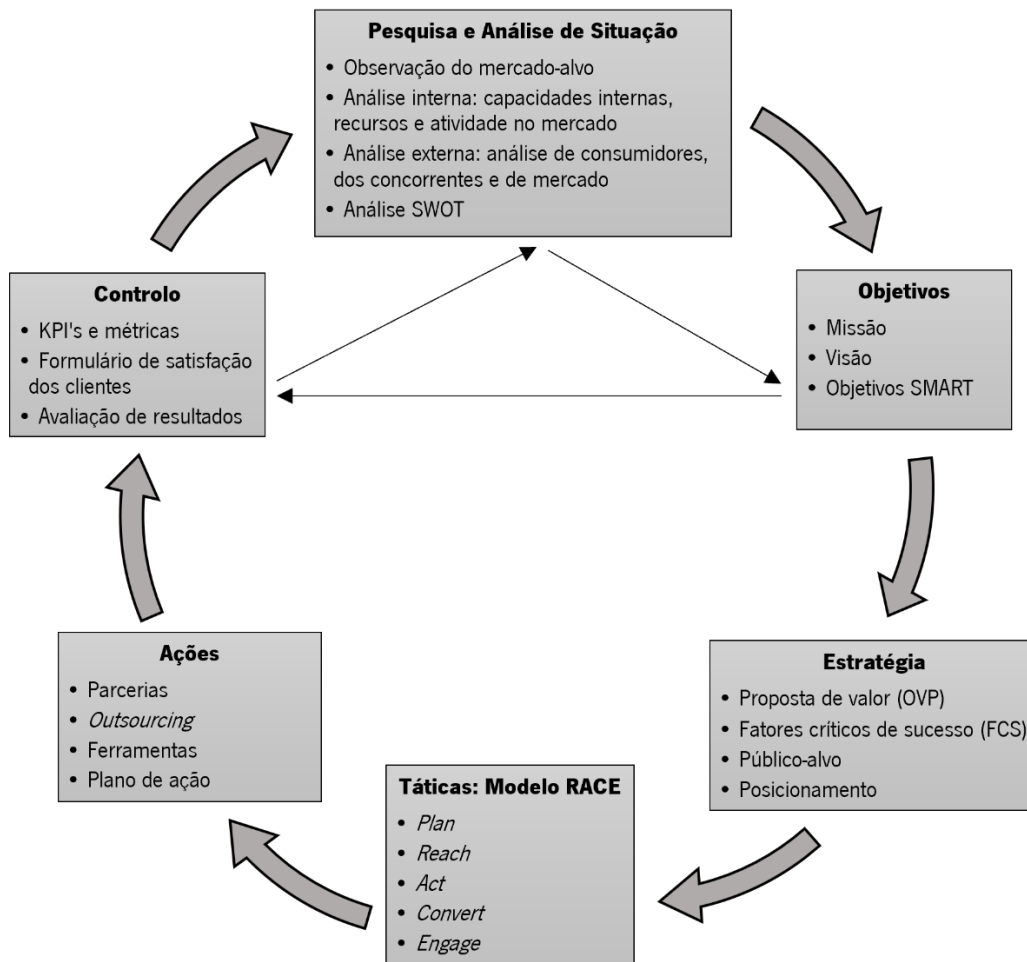 Pesquisa e Análise de Situação
• Observação do mercado-alvo
• Análise interna: capacidades internas,
recursos e atividade no mercado
• Análise externa: análise de consumidores,
dos concorrentes e de mercado
• Análise SWOT
Controlo
• KPI's e métricas
• Formulário de satisfação
dos clientes
• Avaliação de resultados
Objetivos
• Missão
• Visão
• Objetivos SMART
Ações
• Parcerias
• Outsourcing
• Ferramentas
• Plano de ação
Estratégia
• Proposta de valor (OVP)
• Fatores críticos de sucesso (FCS)
• Público-alvo
• Posicionamento
Táticas: Modelo RACE
• Plan
• Reach
• Act
• Convert
• Engage